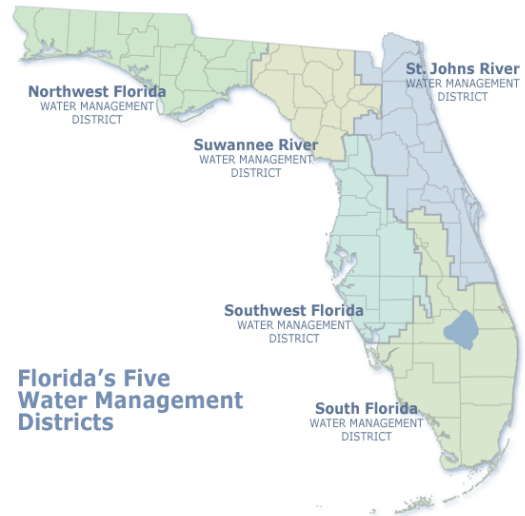 Northwest Florida
WATER MANAGEMENT
DISTRICT
St. Johns River
WATER MANAGEMENT
DISTRICT
Suwannee River
WATER MANAGEMENT
DISTRICT
Southwest Florida
WATER MANAGEMENT
DISTRICT
South Florida
WATER MANAGEMENT
DISTRICT
Florida's Five
Water Management
Districts